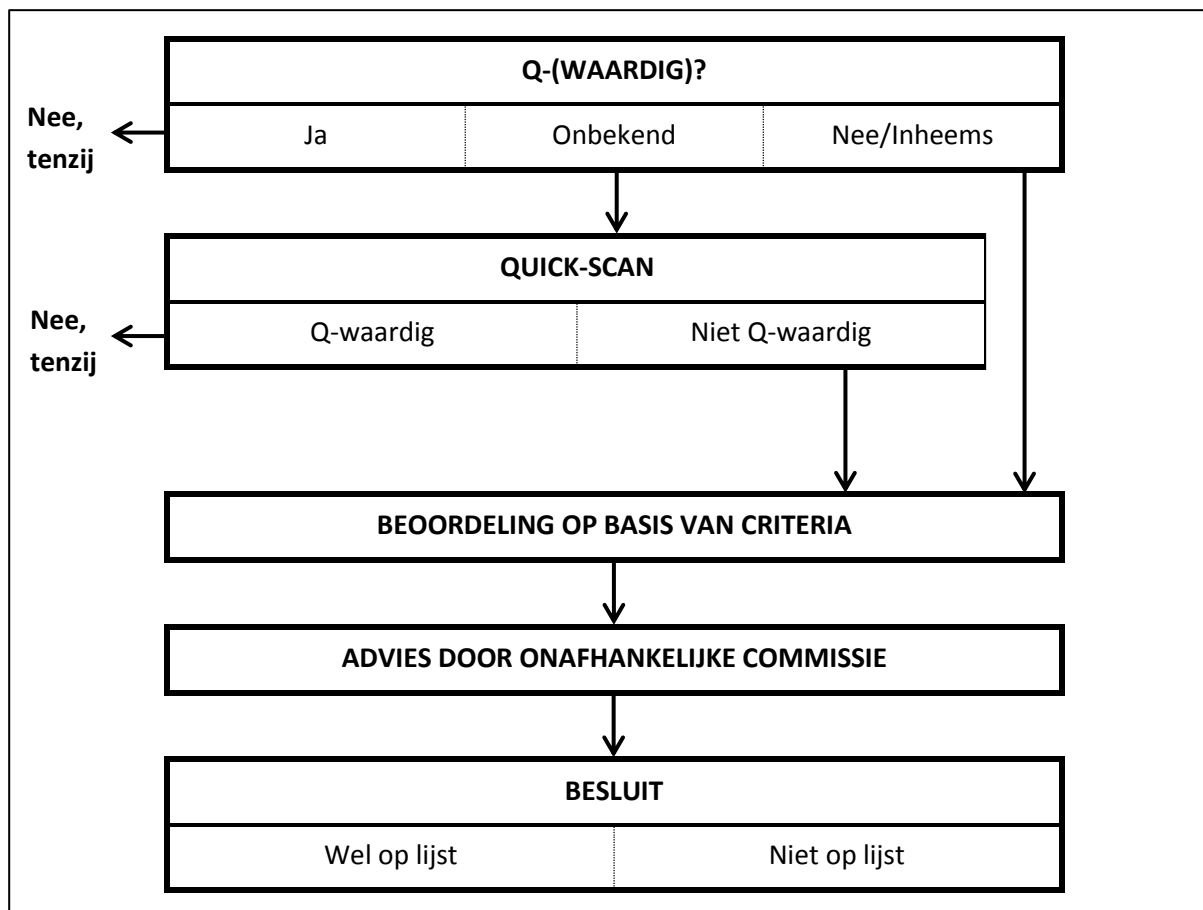 Q-(WAARDIG)?
Nee,
tenzij
Ja
Onbekend
Nee/Inheems
QUICK-SCAN
Nee,
tenzij
Q-waardig
Niet Q-waardig
BEOORDELING OP BASIS VAN CRITERIA
ADVIES DOOR ONAFHANKELIJKE COMMISSIE
BESLUIT
Wel op lijst
Niet op lijst